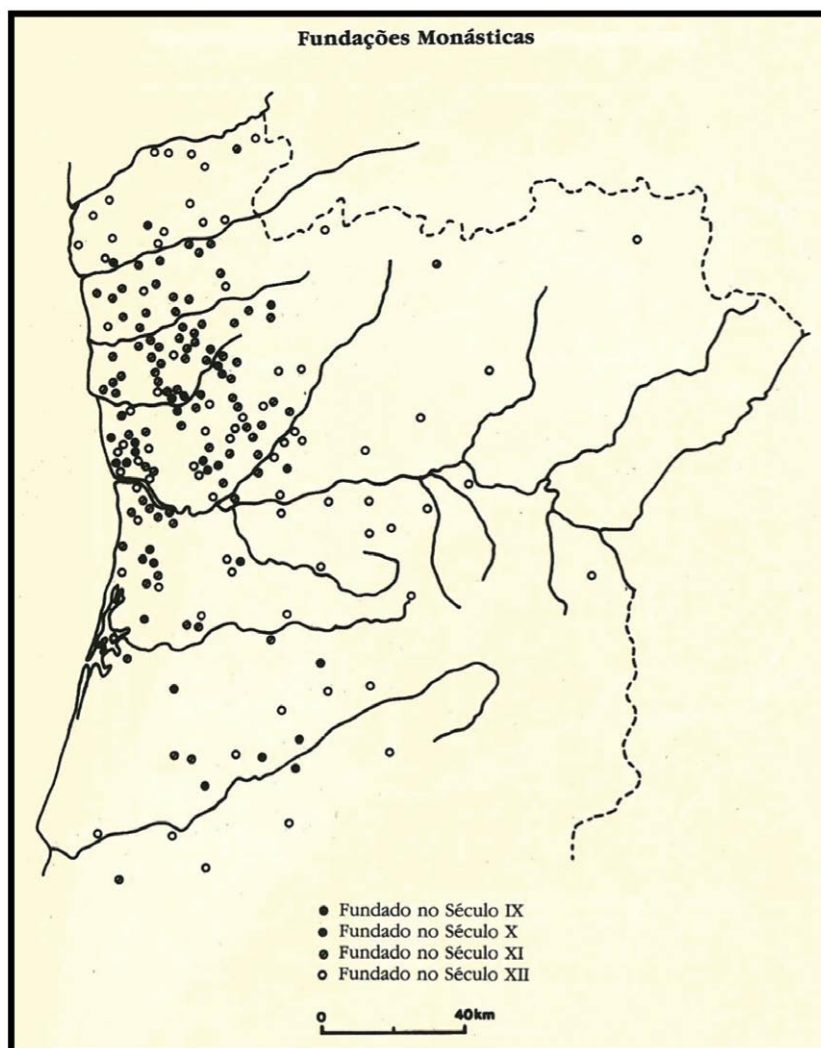 Fundações Monásticas
Fundado no Século IX
Fundado no Século X
Fundado no Século XI
Fundado no Século XII
0 40km